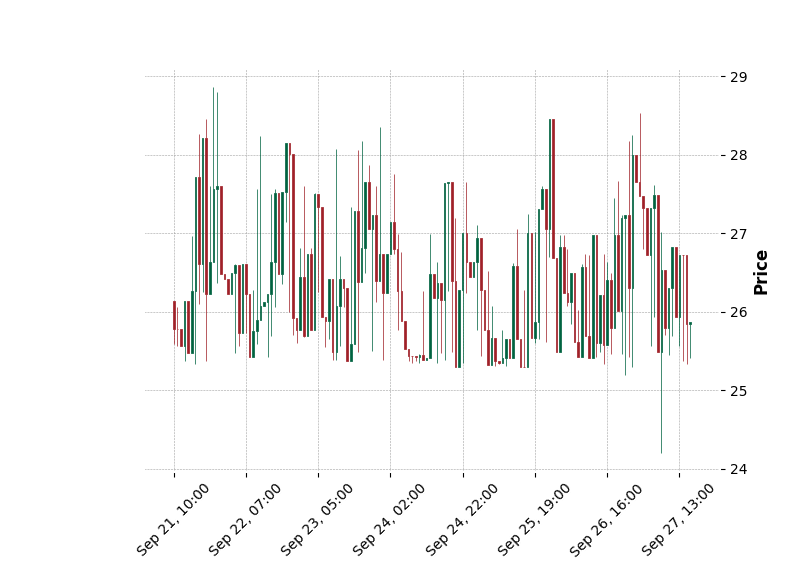 29
28
27
26
25
24
Price
Sep 21, 10:00
Sep 22, 07:00
Sep 23, 05:00
Sep 24, 02:00
Sep 24, 22:00
Sep 25, 19:00
Sep 26, 16:00
Sep 27, 13:00